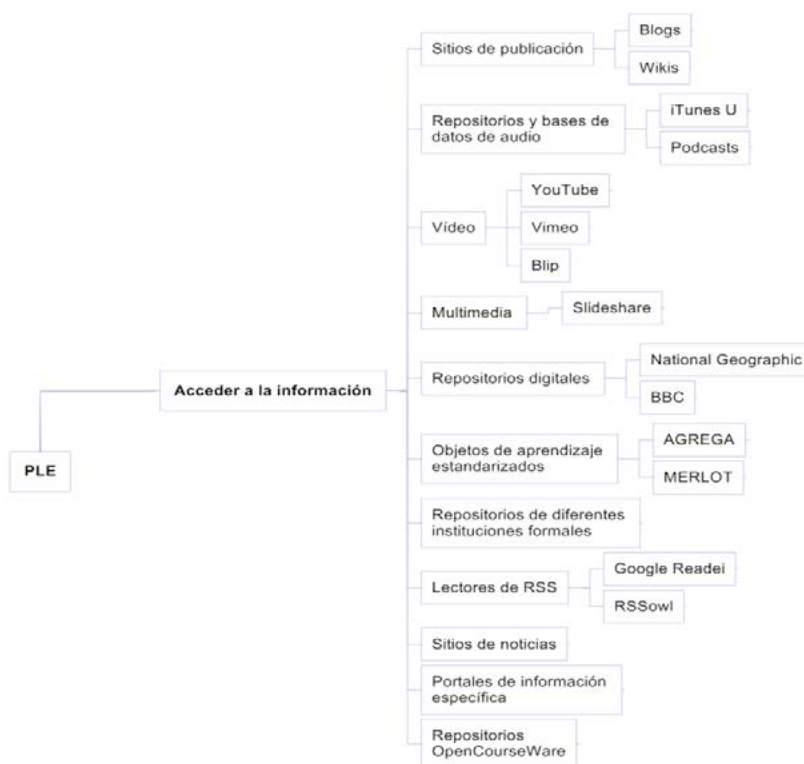 PLE
Acceder a la información
Sitios de publicación
Blogs
Wikis
Repositorios y bases de
datos de audio
iTunes U
Podcasts
Vídeo
YouTube
Vimeo
Blip
Multimedia
Slideshare
Repositorios digitales
National Geographic
BBC
Objetos de aprendizaje
estandarizados
AGREGA
MERLOT
Repositorios de diferentes
instituciones formales
Lectores de RSS
Google Readei
RSSowl
Sitios de noticias
Portales de información
específica
Repositorios
OpenCourseWare